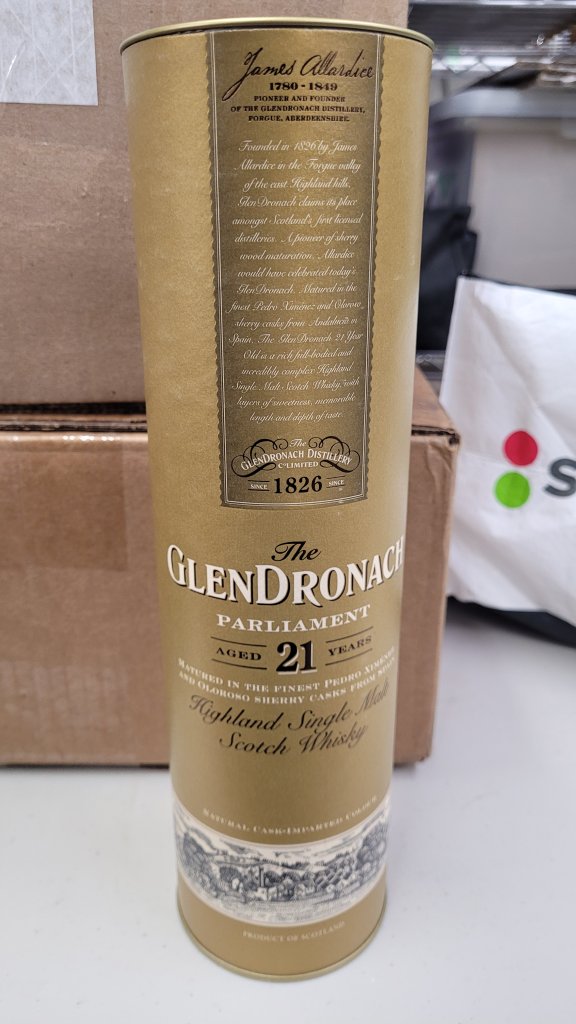 James Allardice
1780 - 1849
PIONEER AND FOUNDER
OF THE GLENDRONACH DISTILLERY,
FORGUE, ABERDEENSHIRE.
Founded in 1826 by James
Allardice in the Forgue valley
of the east Highland hills,
GlenDronach claims its place
amongst Scotland's first licensed
distilleries. A pioneer of sherry
wood maturation, Allardice
would have celebrated today's
GlenDronach. Matured in the
finest Pedro Ximénez and Oloroso
sherry casks from Andalucía in
Spain, The GlenDronach 21 Year
Old is a rich full-bodied and
incredibly complex Highland
Single Malt Scotch Whisky, with
layers of sweetness, memorable
length and depth of taste.
The
GLENDRONACH DISTILLERY
Co LIMITED
SINCE 1826 SINCE
The
GLENDRONACH
PARLIAMENT
AGED 21 YEARS
MATURED IN THE FINEST PEDRO XIMÉNEZ
AND OLOROSO SHERRY CASKS FROM SPAIN
Highland Single Malt
Scotch Whisky
NATURAL CASK-IMPARTED COLOUR
PRODUCT OF SCOTLAND
S